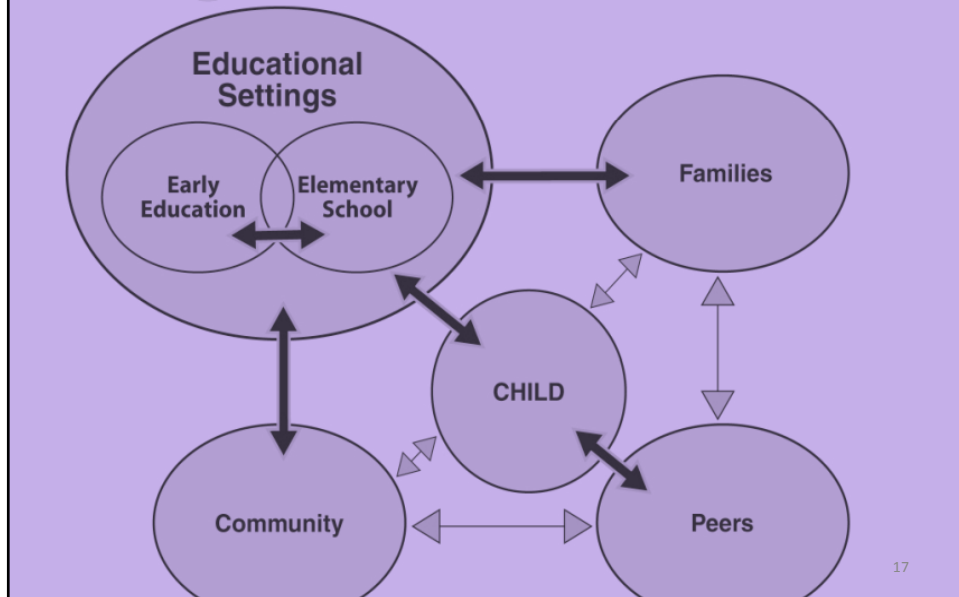 Educational
Settings
Early
Education
Elementary
School
Families
CHILD
Community
Peers
17